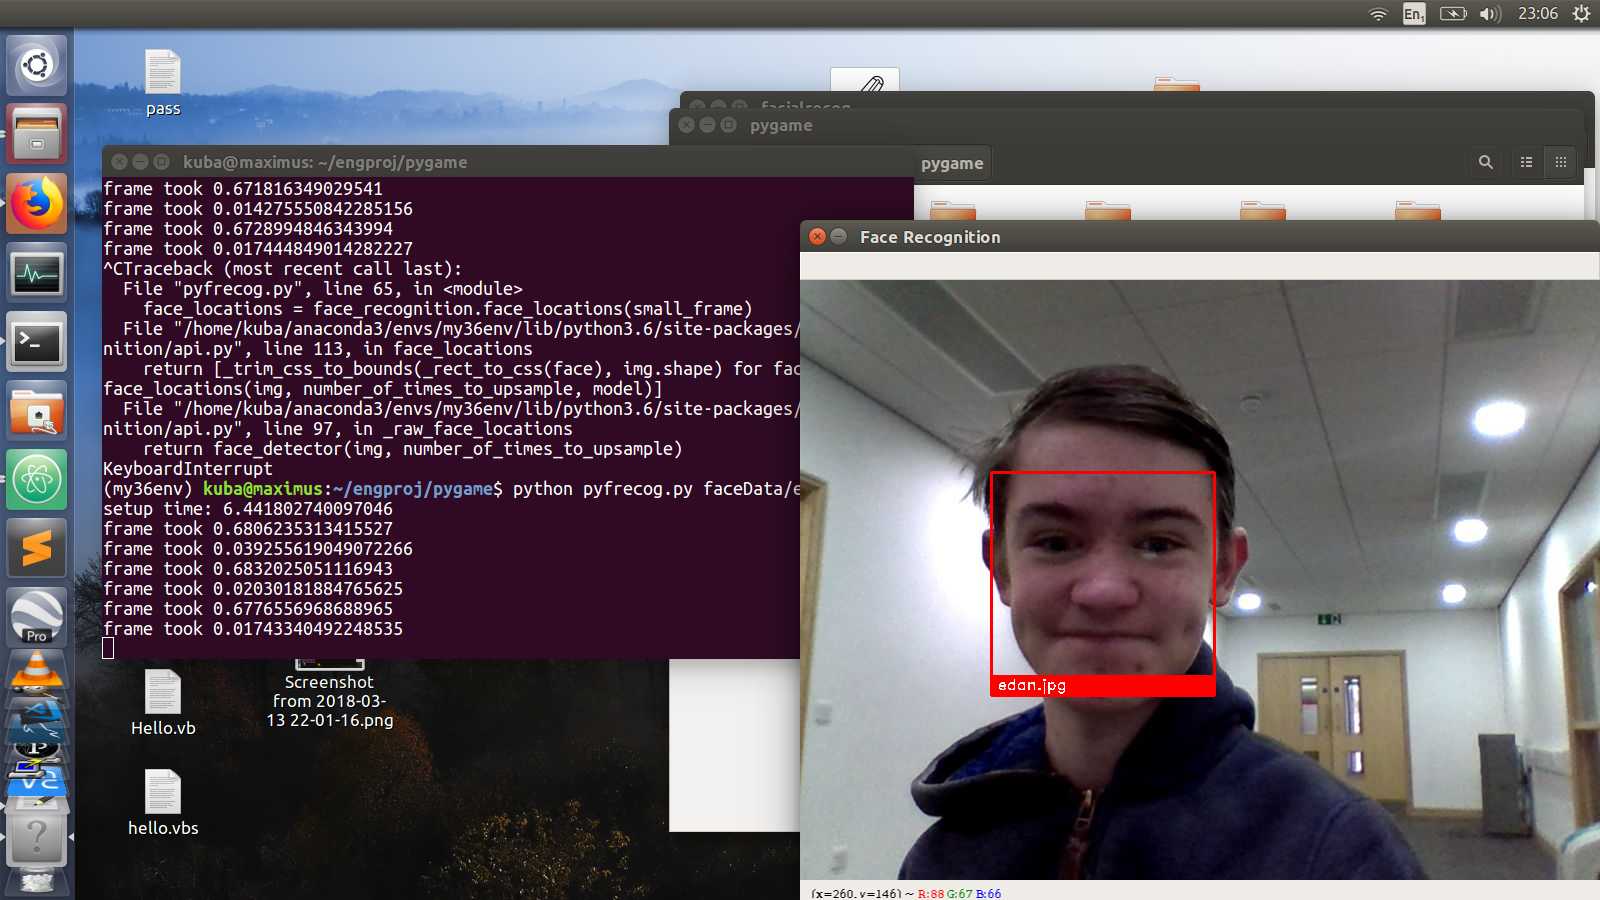 En1
23:06
pass
facialrecog
pygame
pygame
kuba@maximus: ~/engproj/pygame
frame took 0.671816349029541
frame took 0.014275550842285156
frame took 0.6728994846343994
frame took 0.017444849014282227
^CTraceback (most recent call last):
File "pyfrecog.py", line 65, in <module>
face_locations = face_recognition.face_locations(small_frame)
File "/home/kuba/anaconda3/envs/my36env/lib/python3.6/site-packages/
nition/api.py", line 113, in face_locations
return [_trim_css_to_bounds(_rect_to_css(face), img.shape) for fac
face_locations(img, number_of_times_to_upsample, model)]
File "/home/kuba/anaconda3/envs/my36env/lib/python3.6/site-packages/
nition/api.py", line 97, in _raw_face_locations
return face_detector(img, number_of_times_to_upsample)
KeyboardInterrupt
(my36env) kuba@maximus:~/engproj/pygame$ python pyfrecog.py faceData/e
setup time: 6.441802740097046
frame took 0.6806235313415527
frame took 0.039255619049072266
frame took 0.6832025051116943
frame took 0.02030181884765625
frame took 0.6776556968688965
frame took 0.01743340492248535
Face Recognition
edan.jpg
(x=260, y=146) ~ R:88 G:67 B:66
Pro
Screenshot
from 2018-03-
13 22-01-16.png
Hello.vb
hello.vbs